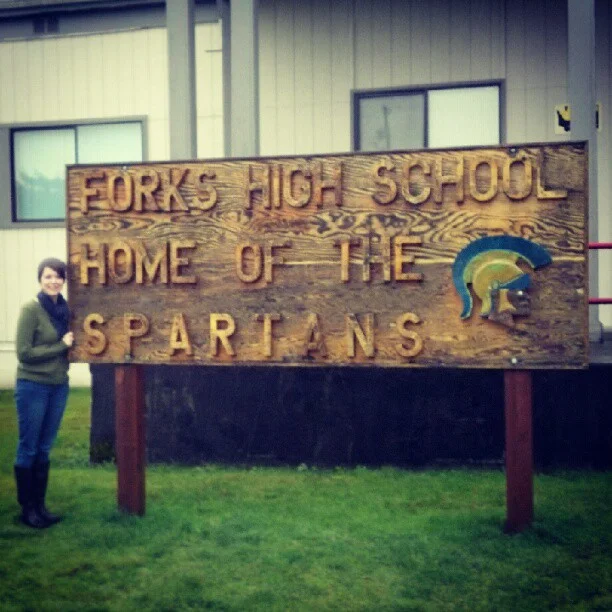 FORKS HIGH SCHOOL
HOME OF THE
SPARTANS